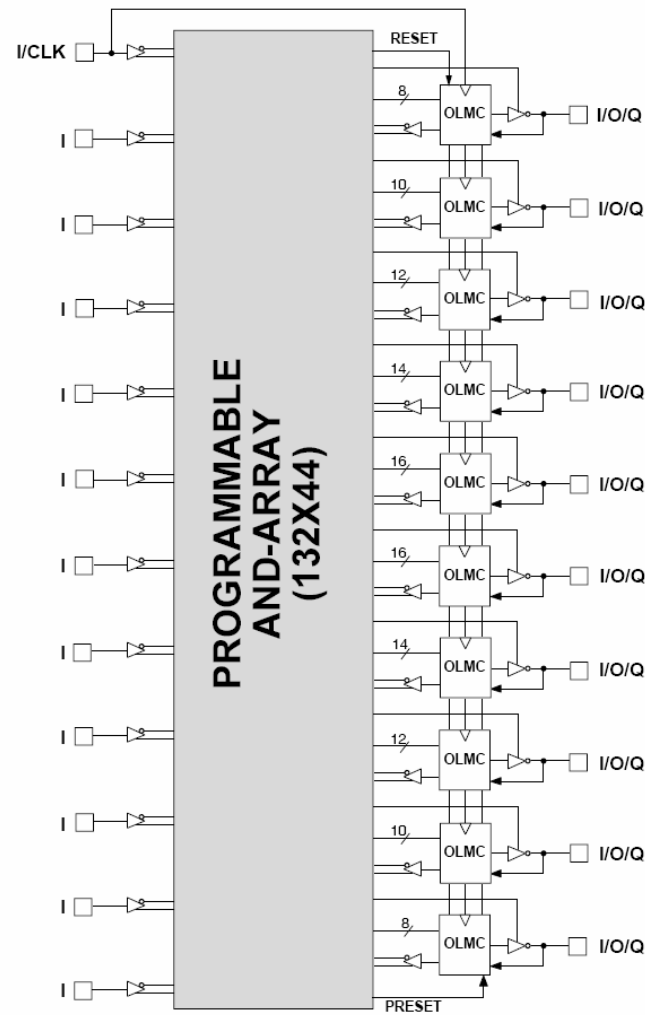 I/CLK
RESET
8
OLMC
I/O/Q
I
10
OLMC
I/O/Q
I
12
OLMC
I/O/Q
I
14
OLMC
I/O/Q
I
16
OLMC
I/O/Q
I
PROGRAMMABLE
AND-ARRAY
(132X44)
16
OLMC
I/O/Q
I
14
OLMC
I/O/Q
I
12
OLMC
I/O/Q
I
10
OLMC
I/O/Q
I
8
OLMC
I/O/Q
I
PRESET
I